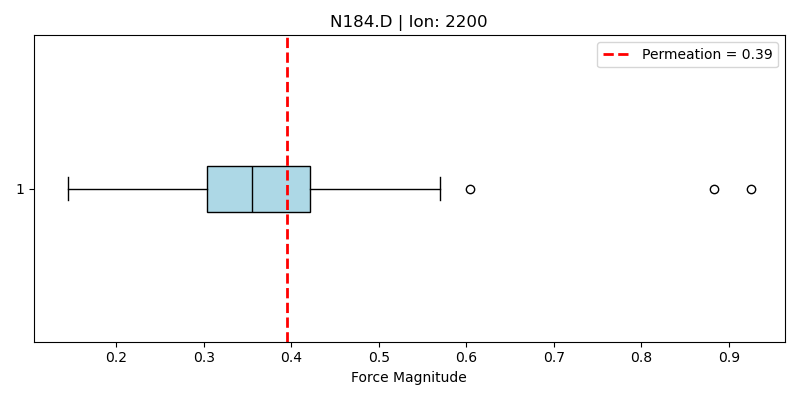 N184.D | Ion: 2200
Permeation = 0.39
1
0.2 0.3 0.4 0.5 0.6 0.7 0.8 0.9
Force Magnitude